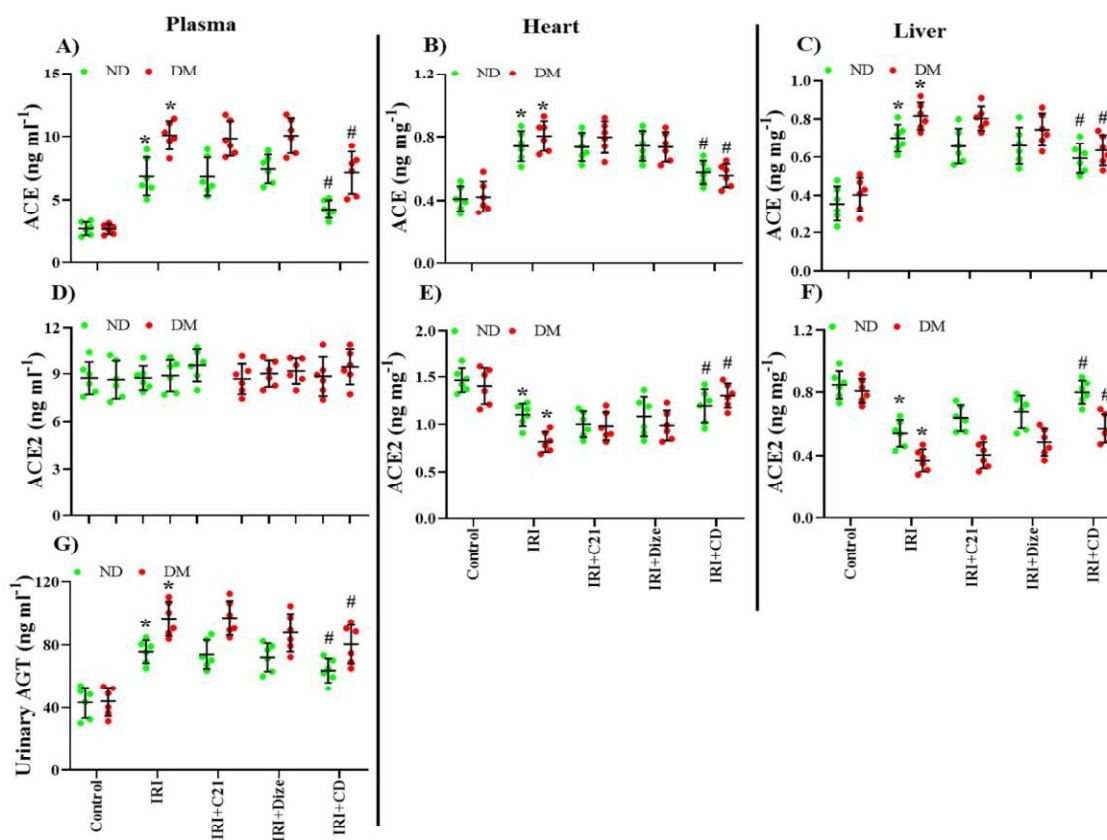 Plasma
Heart
Liver
A)
ND DM
ACE (ng ml-1)
15
10
5
0
*
*
#
#
B)
ND DM
ACE (ng mg-1)
1.2
0.8
0.4
0.0
*
*
#
#
C)
ND DM
ACE (ng mg-1)
1.0
0.8
0.6
0.4
0.2
0.0
*
*
#
#
D)
ND DM
ACE2 (ng ml-1)
12
9
6
3
0
E)
ND DM
ACE2 (ng mg-1)
2.0
1.5
1.0
0.5
0.0
*
*
#
#
Control
IRI
IRI+C21
IRI+Dize
IRI+CD
F)
ND DM
ACE2 (ng mg-1)
1.2
0.8
0.4
0.0
*
*
#
#
Control
IRI
IRI+C21
IRI+Dize
IRI+CD
G)
ND DM
Urinary AGT (ng ml-1)
120
80
40
0
*
*
#
#
Control
IRI
IRI+C21
IRI+Dize
IRI+CD